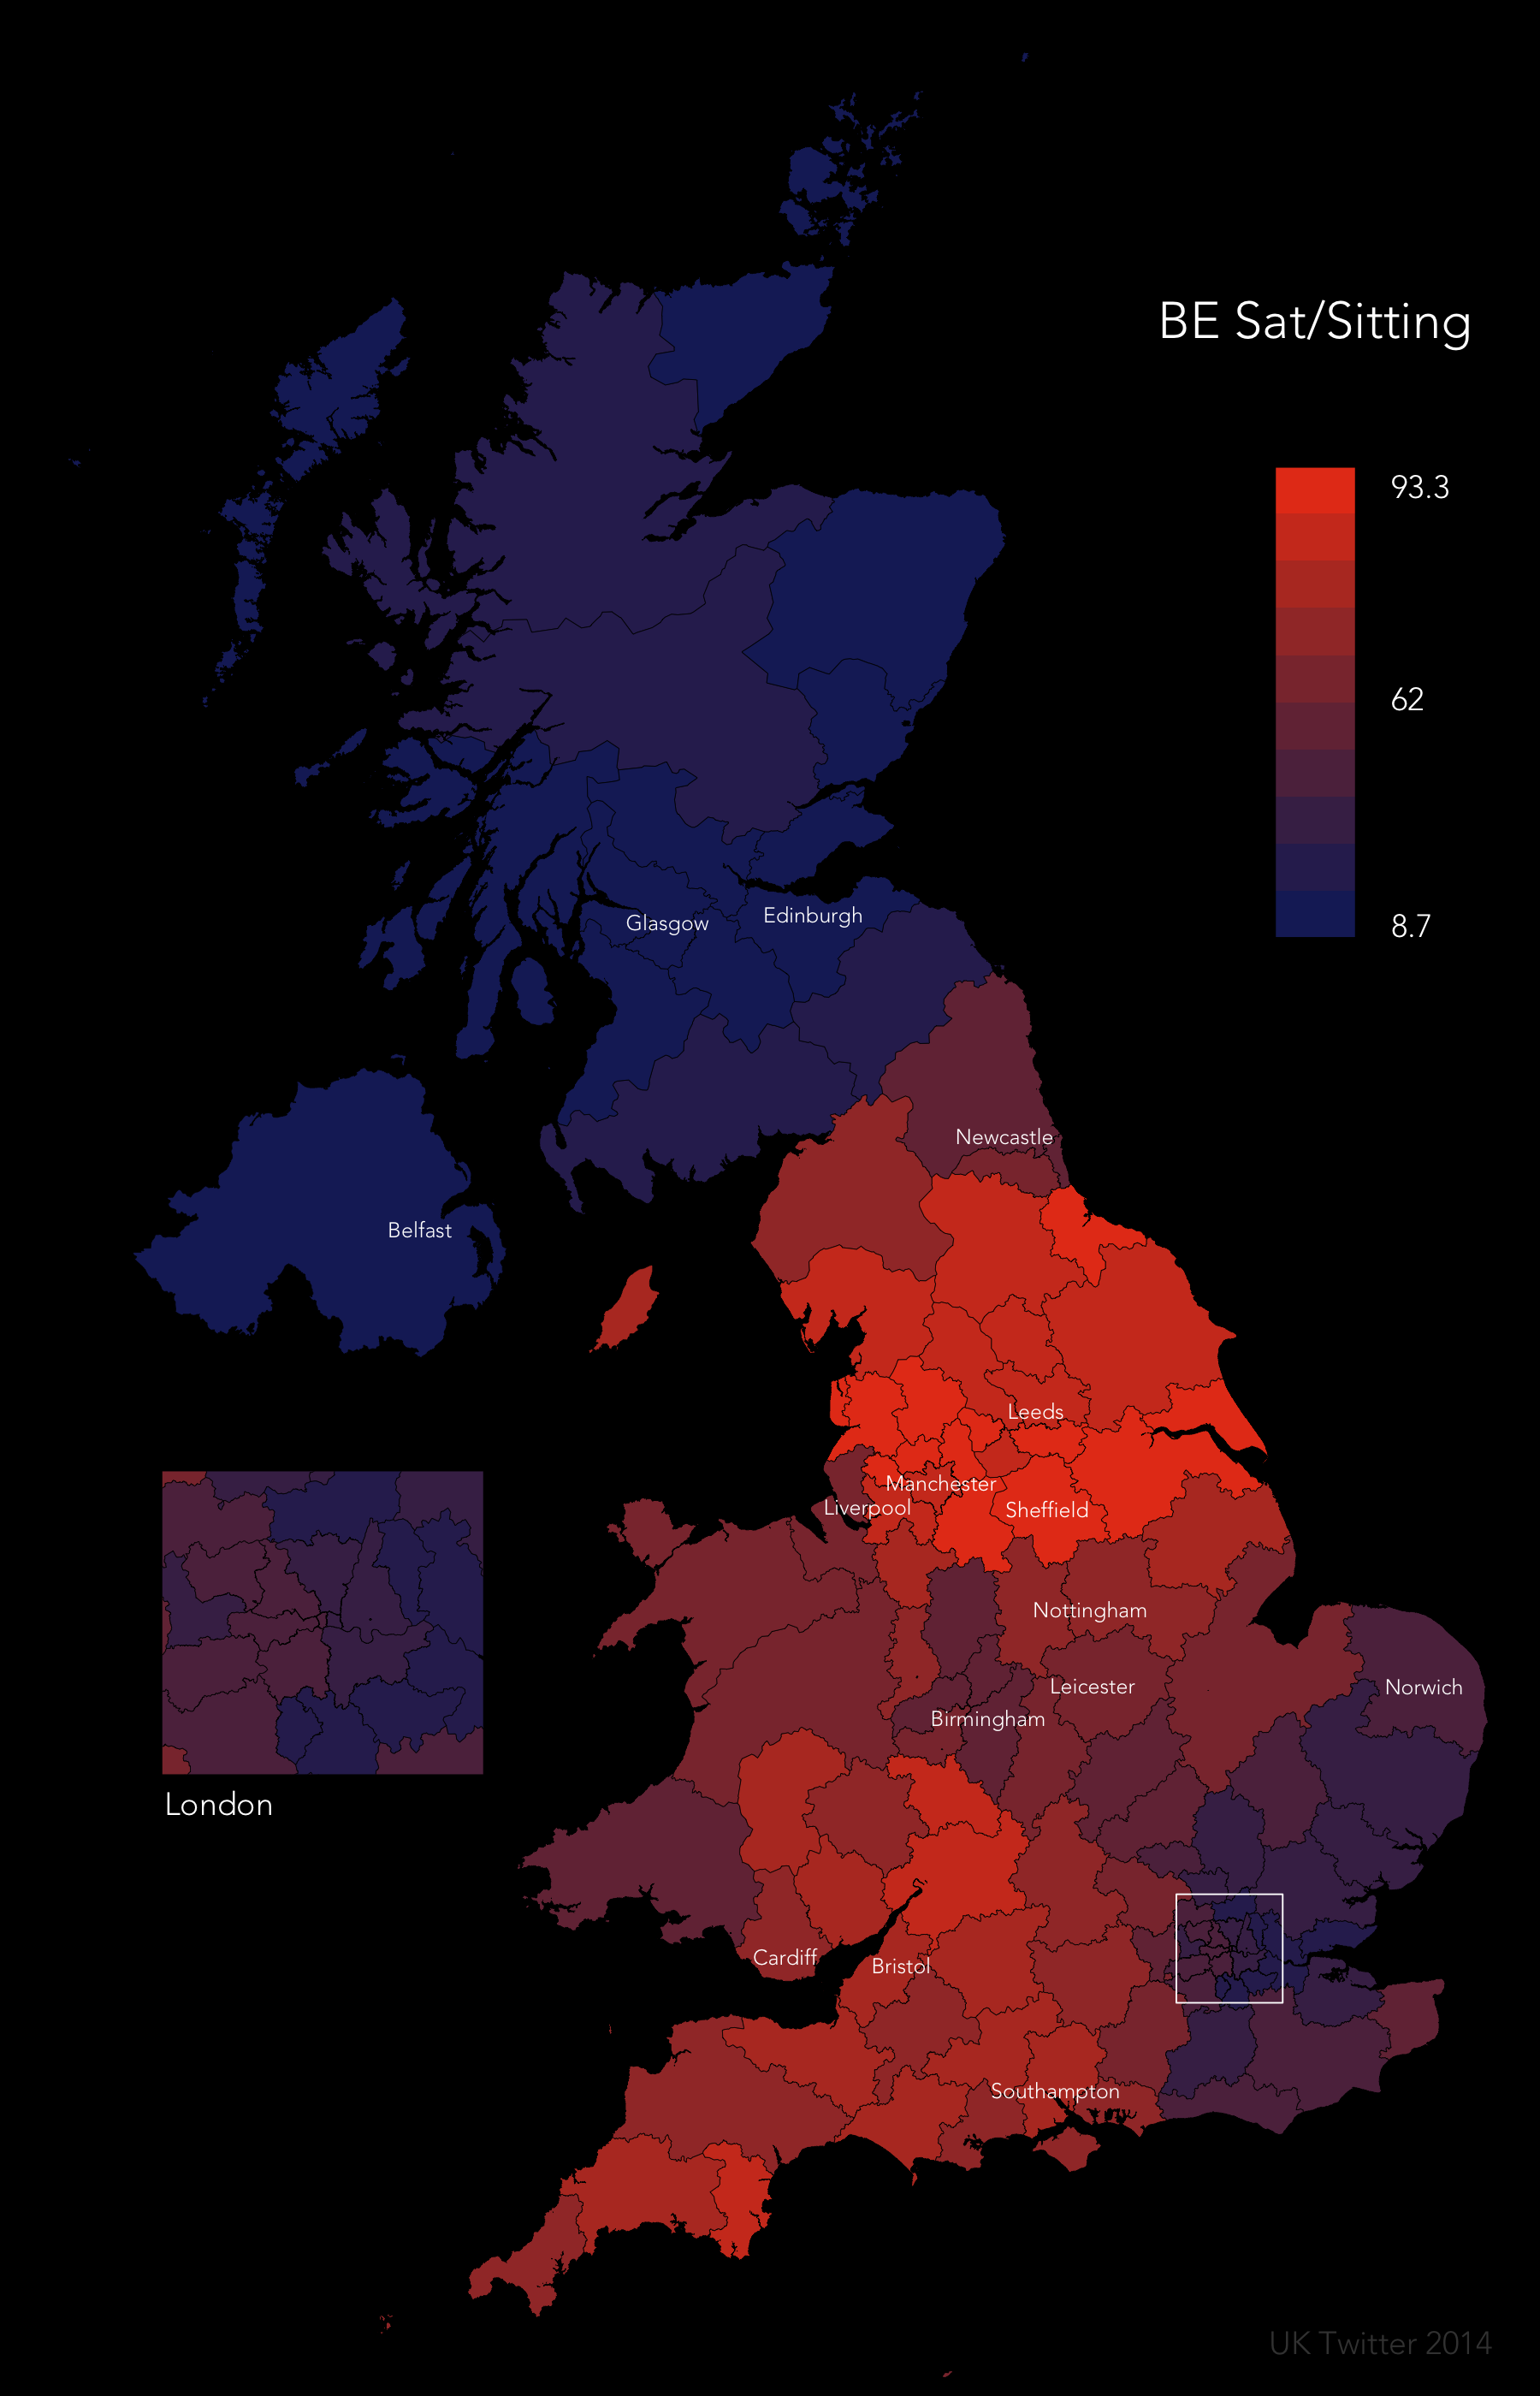 BE Sat/Sitting
93.3
62
8.7
Glasgow
Edinburgh
Newcastle
Belfast
Leeds
Manchester
Liverpool
Sheffield
Nottingham
Leicester
Norwich
Birmingham
London
Cardiff
Bristol
Southampton
UK Twitter 2014